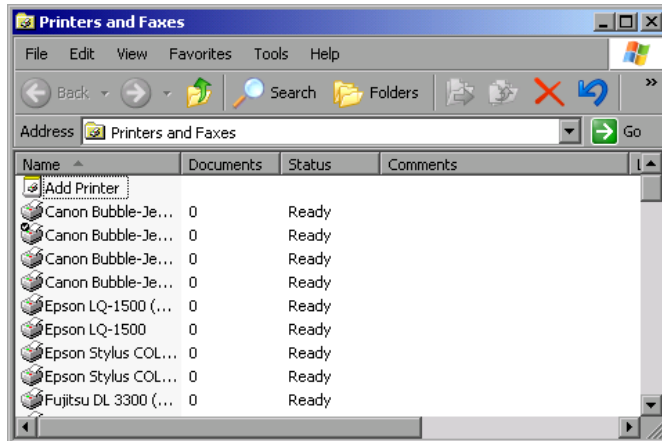 Printers and Faxes
File Edit View Favorites Tools Help
Back Search Folders »
Address Printers and Faxes Go
Name Documents Status Comments
Add Printer
Canon Bubble-Je... 0 Ready
Canon Bubble-Je... 0 Ready
Canon Bubble-Je... 0 Ready
Canon Bubble-Je... 0 Ready
Epson LQ-1500 (... 0 Ready
Epson LQ-1500 0 Ready
Epson Stylus COL... 0 Ready
Epson Stylus COL... 0 Ready
Fujitsu DL 3300 (... 0 Ready